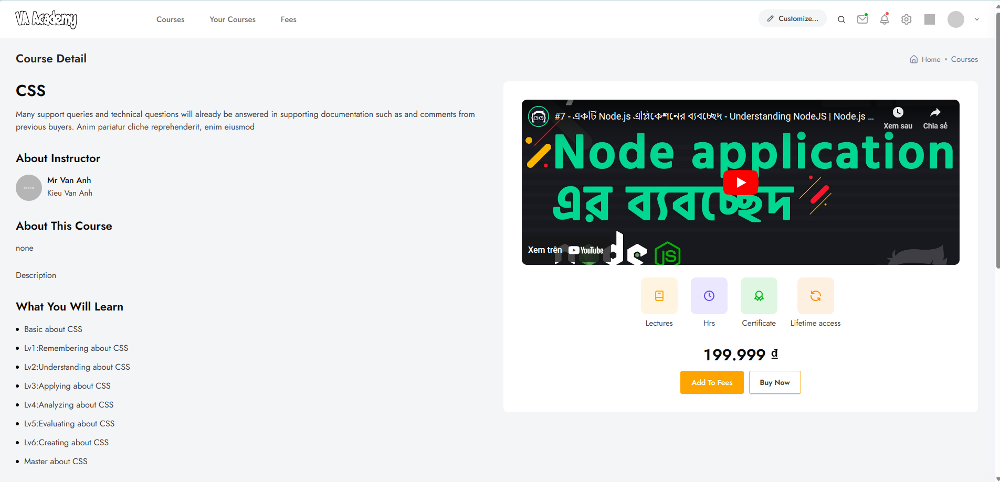 VA Academy
Courses
Your Courses
Fees
Customize...
Course Detail
Home • Courses
CSS
Many support queries and technical questions will already be answered in supporting documentation such as and comments from
previous buyers. Anim pariatur cliche reprehenderit, enim eiusmod
About Instructor
Mr Van Anh
Kieu Van Anh
About This Course
none
Description
What You Will Learn
Basic about CSS
Lv1:Remembering about CSS
Lv2:Understanding about CSS
Lv3:Applying about CSS
Lv4:Analyzing about CSS
Lv5:Evaluating about CSS
Lv6:Creating about CSS
Master about CSS
#7 - একটি Node.js এপ্লিকেশনের ব্যবচ্ছেদ - Understanding NodeJS | Node.js ...
Xem sau
Chia sẻ
Node application
এর ব্যবচ্ছেদ
Xem trên YouTube
node
JS
Lectures
Hrs
Certificate
Lifetime access
199.999 ₫
Add To Fees
Buy Now